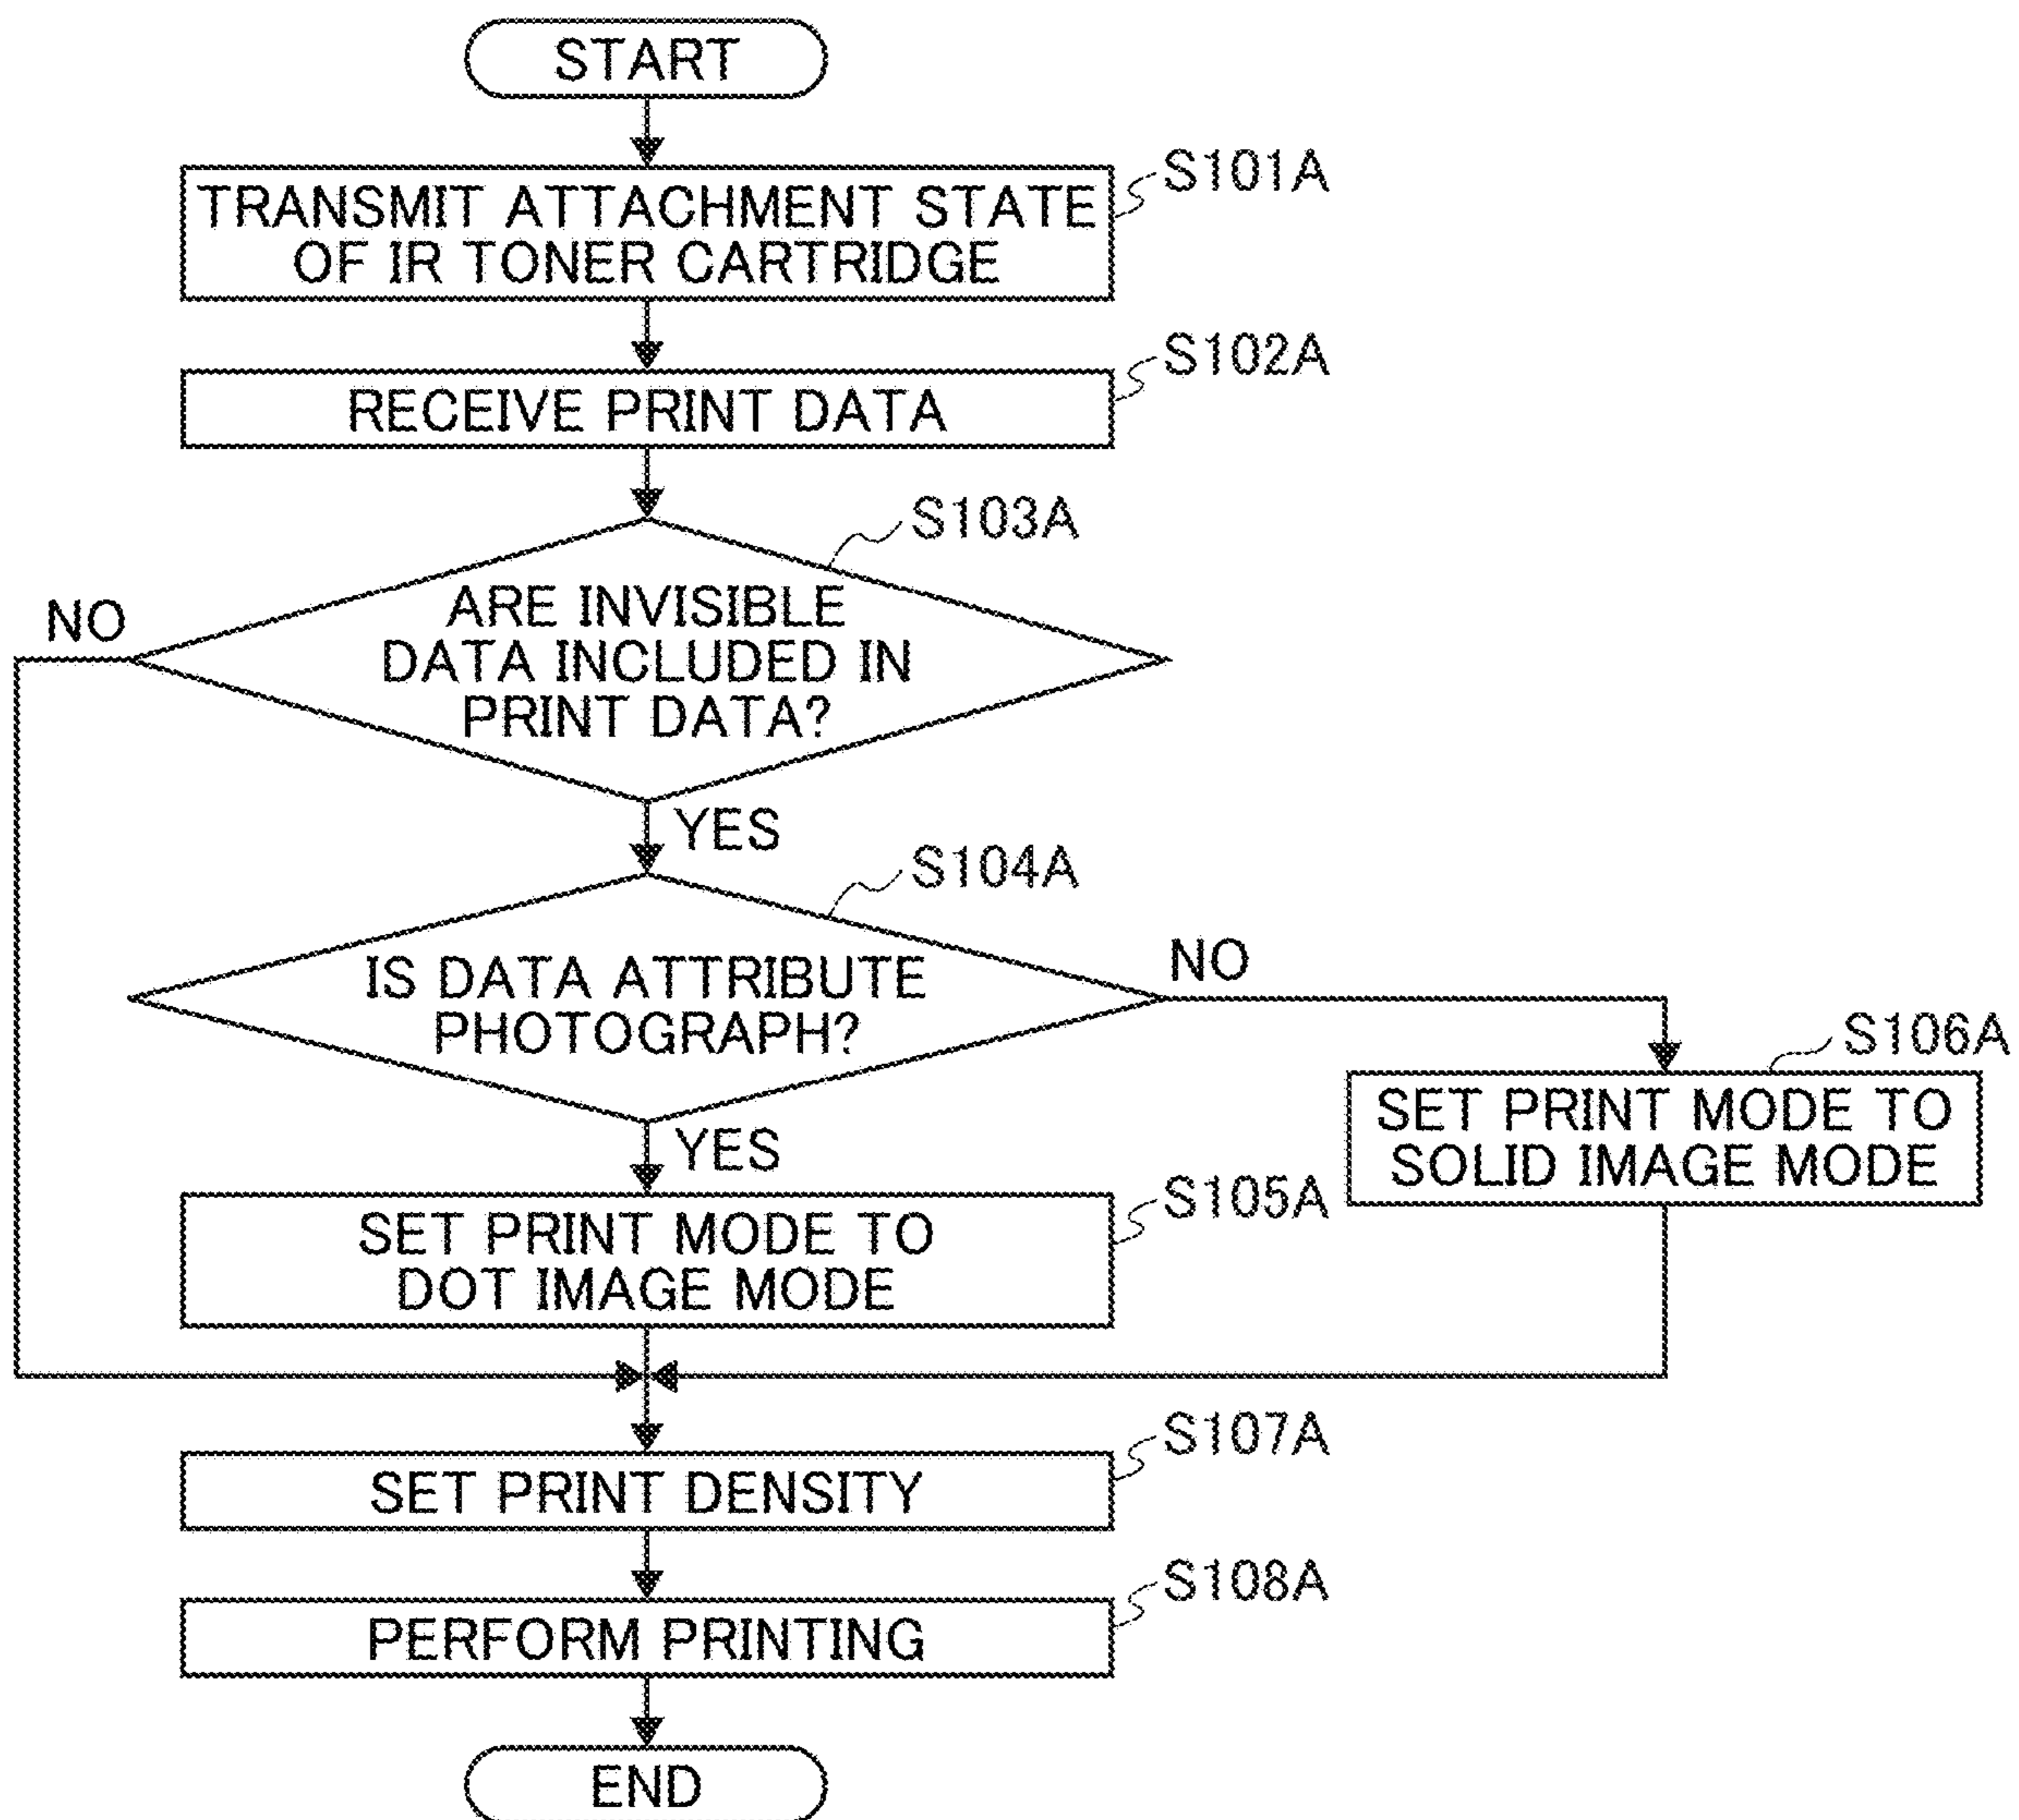 START
S101A
TRANSMIT ATTACHMENT STATE
OF IR TONER CARTRIDGE
S102A
RECEIVE PRINT DATA
S103A
ARE INVISIBLE
DATA INCLUDED IN
PRINT DATA?
NO
YES
S104A
IS DATA ATTRIBUTE
PHOTOGRAPH?
NO
YES
S106A
SET PRINT MODE TO
SOLID IMAGE MODE
S105A
SET PRINT MODE TO
DOT IMAGE MODE
S107A
SET PRINT DENSITY
S108A
PERFORM PRINTING
END